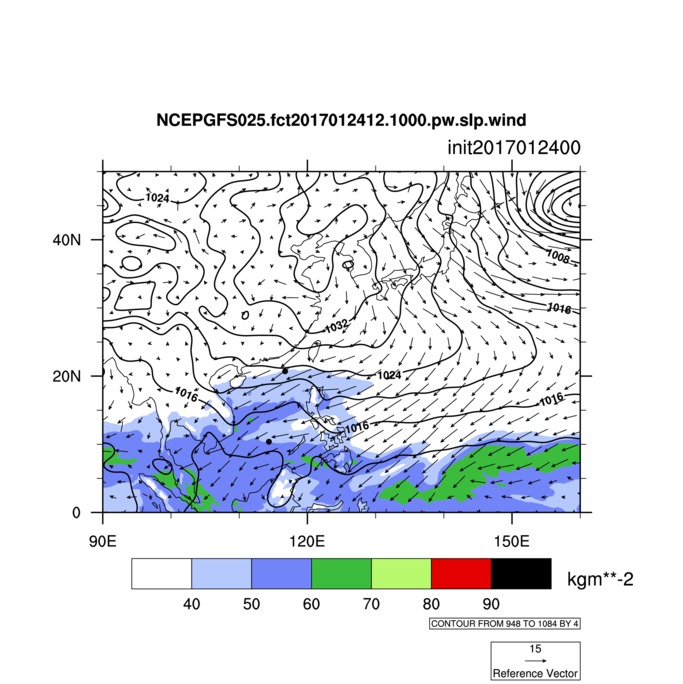 NCEPGFS025.fct2017012412.1000.pw.slp.wind
init2017012400
1024
40N
1008
1016
1032
20N
1024
1016
1016
1016
0
90E 120E 150E
kgm**-2
40 50 60 70 80 90
CONTOUR FROM 948 TO 1084 BY 4
15
Reference Vector